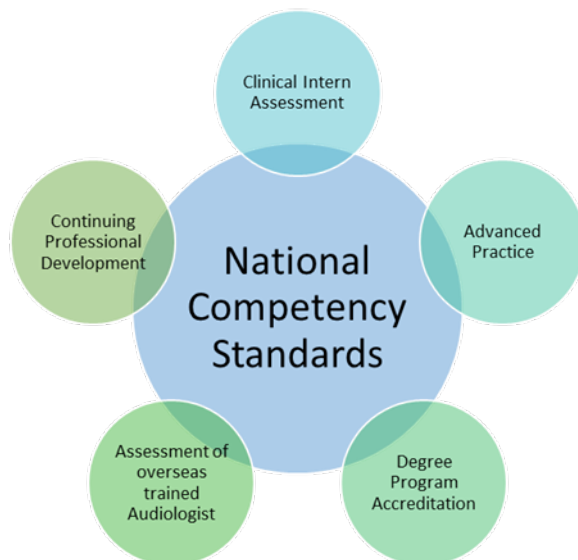 Clinical Intern
Assessment
Continuing
Professional
Development
National
Competency
Standards
Advanced
Practice
Assessment of
overseas
trained
Audiologist
Degree
Program
Accreditation